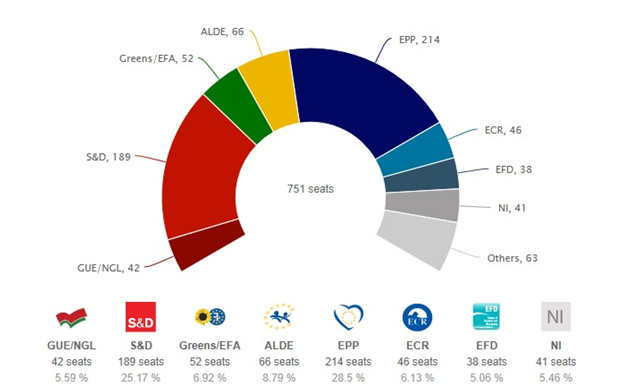 ALDE, 66
EPP, 214
Greens/EFA, 52
ECR, 46
S&D, 189
EFD, 38
751 seats
NI, 41
Others, 63
GUE/NGL, 42
S&D
ECR
EFD
NI
GUE/NGL S&D Greens/EFA ALDE EPP ECR EFD NI
42 seats 189 seats 52 seats 66 seats 214 seats 46 seats 38 seats 41 seats
5.59 % 25.17 % 6.92 % 8.79 % 28.5 % 6.13 % 5.06 % 5.46 %